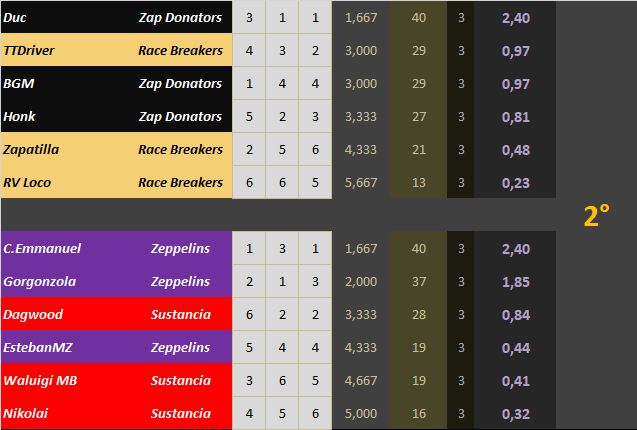 Duc Zap Donators 3 1 1 1,667 40 3 2,40
TTDriver Race Breakers 4 3 2 3,000 29 3 0,97
BGM Zap Donators 1 4 4 3,000 29 3 0,97
Honk Zap Donators 5 2 3 3,333 27 3 0,81
Zapatilla Race Breakers 2 5 6 4,333 21 3 0,48
RV Loco Race Breakers 6 6 5 5,667 13 3 0,23
2°
C.Emmanuel Zeppelins 1 3 1 1,667 40 3 2,40
Gorgonzola Zeppelins 2 1 3 2,000 37 3 1,85
Dagwood Sustancia 6 2 2 3,333 28 3 0,84
EstebanMZ Zeppelins 5 4 4 4,333 19 3 0,44
Waluigi MB Sustancia 3 6 5 4,667 19 3 0,41
Nikolai Sustancia 4 5 6 5,000 16 3 0,32